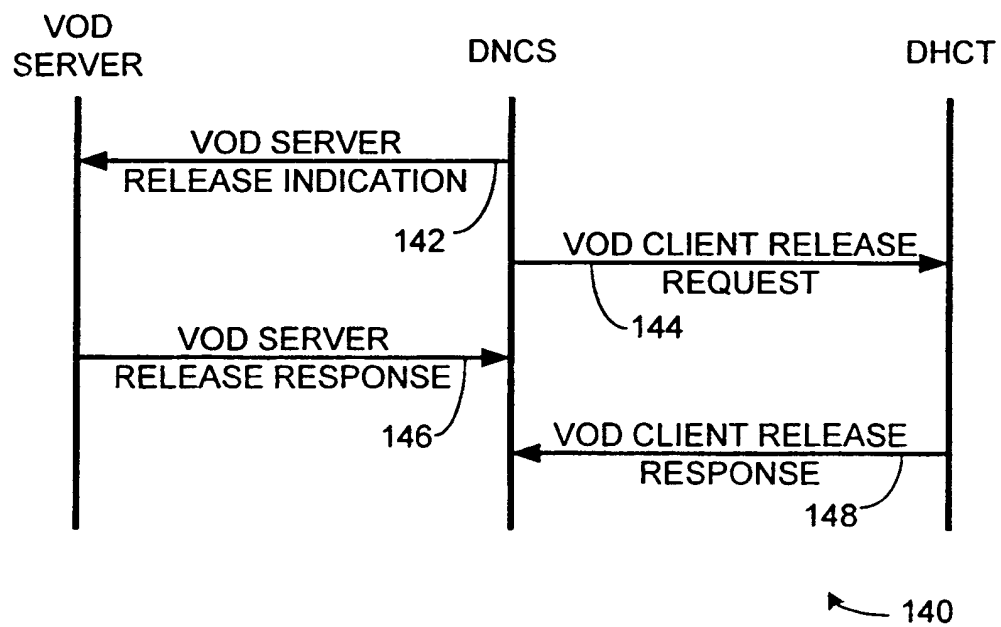 VOD
SERVER
DNCS
DHCT
VOD SERVER
RELEASE INDICATION
142
VOD CLIENT RELEASE
REQUEST
144
VOD SERVER
RELEASE RESPONSE
146
VOD CLIENT RELEASE
RESPONSE
148
140